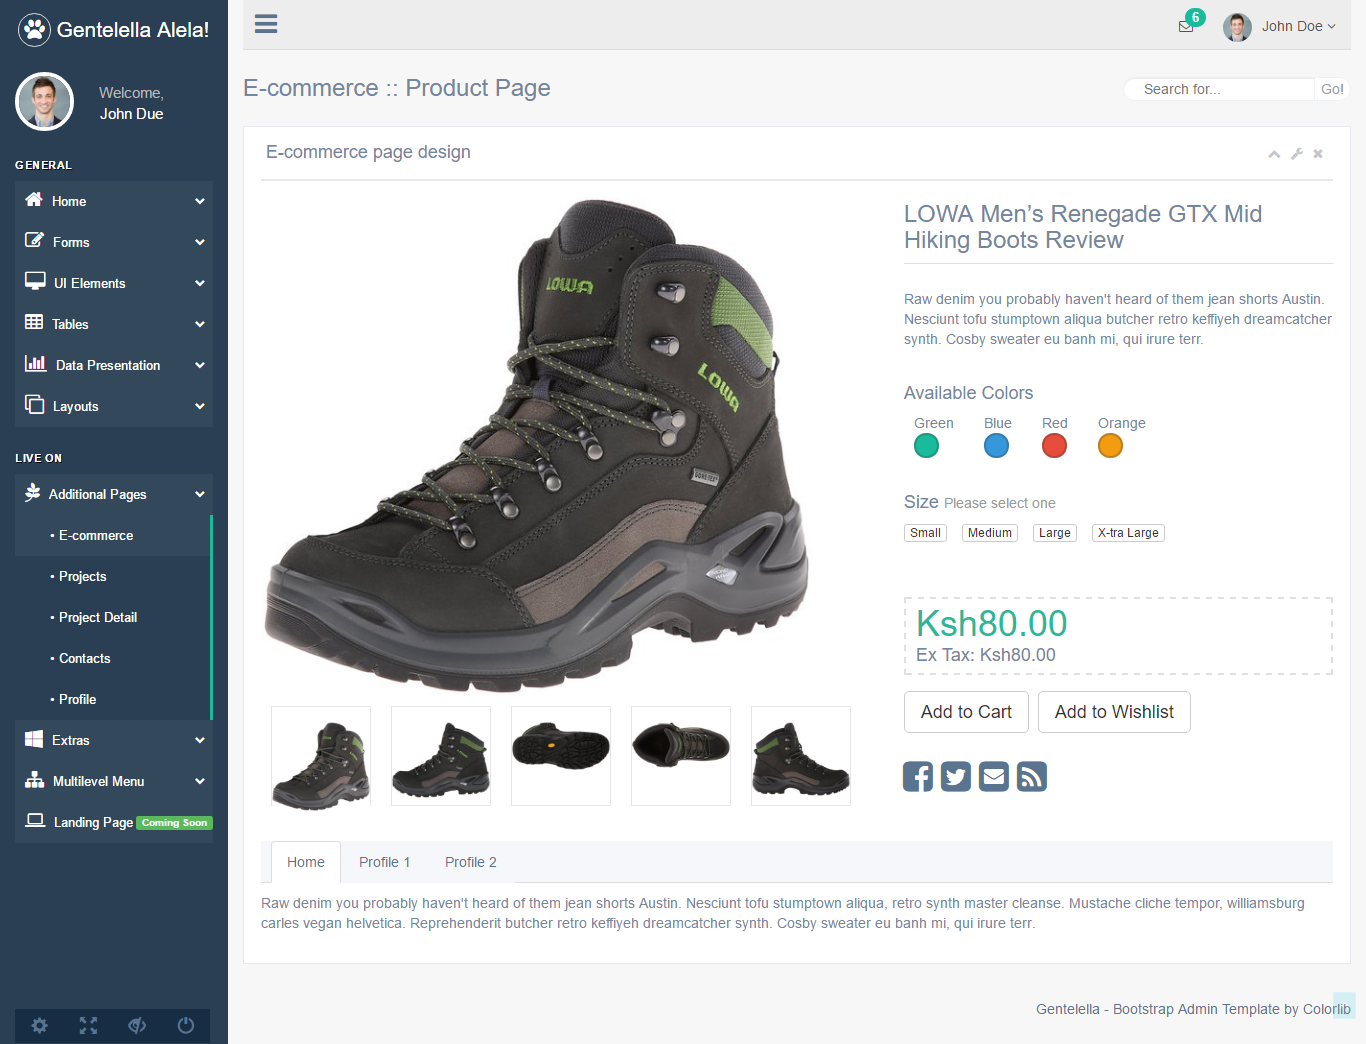 Gentelella Alela!
Welcome,
John Due
GENERAL
Home
Forms
UI Elements
Tables
Data Presentation
Layouts
LIVE ON
Additional Pages
E-commerce
Projects
Project Detail
Contacts
Profile
Extras
Multilevel Menu
Landing Page Coming Soon
6
John Doe
E-commerce :: Product Page
Search for... Go!
E-commerce page design
LOWA
LOWA
GORE-TEX
LOWA Men’s Renegade GTX Mid
Hiking Boots Review
Raw denim you probably haven't heard of them jean shorts Austin.
Nesciunt tofu stumptown aliqua butcher retro keffiyeh dreamcatcher
synth. Cosby sweater eu banh mi, qui irure terr.
Available Colors
Green Blue Red Orange
Size Please select one
Small Medium Large X-tra Large
Ksh80.00
Ex Tax: Ksh80.00
Add to Cart Add to Wishlist
Home Profile 1 Profile 2
Raw denim you probably haven't heard of them jean shorts Austin. Nesciunt tofu stumptown aliqua, retro synth master cleanse. Mustache cliche tempor, williamsburg
carles vegan helvetica. Reprehenderit butcher retro keffiyeh dreamcatcher synth. Cosby sweater eu banh mi, qui irure terr.
Gentelella - Bootstrap Admin Template by Colorlib